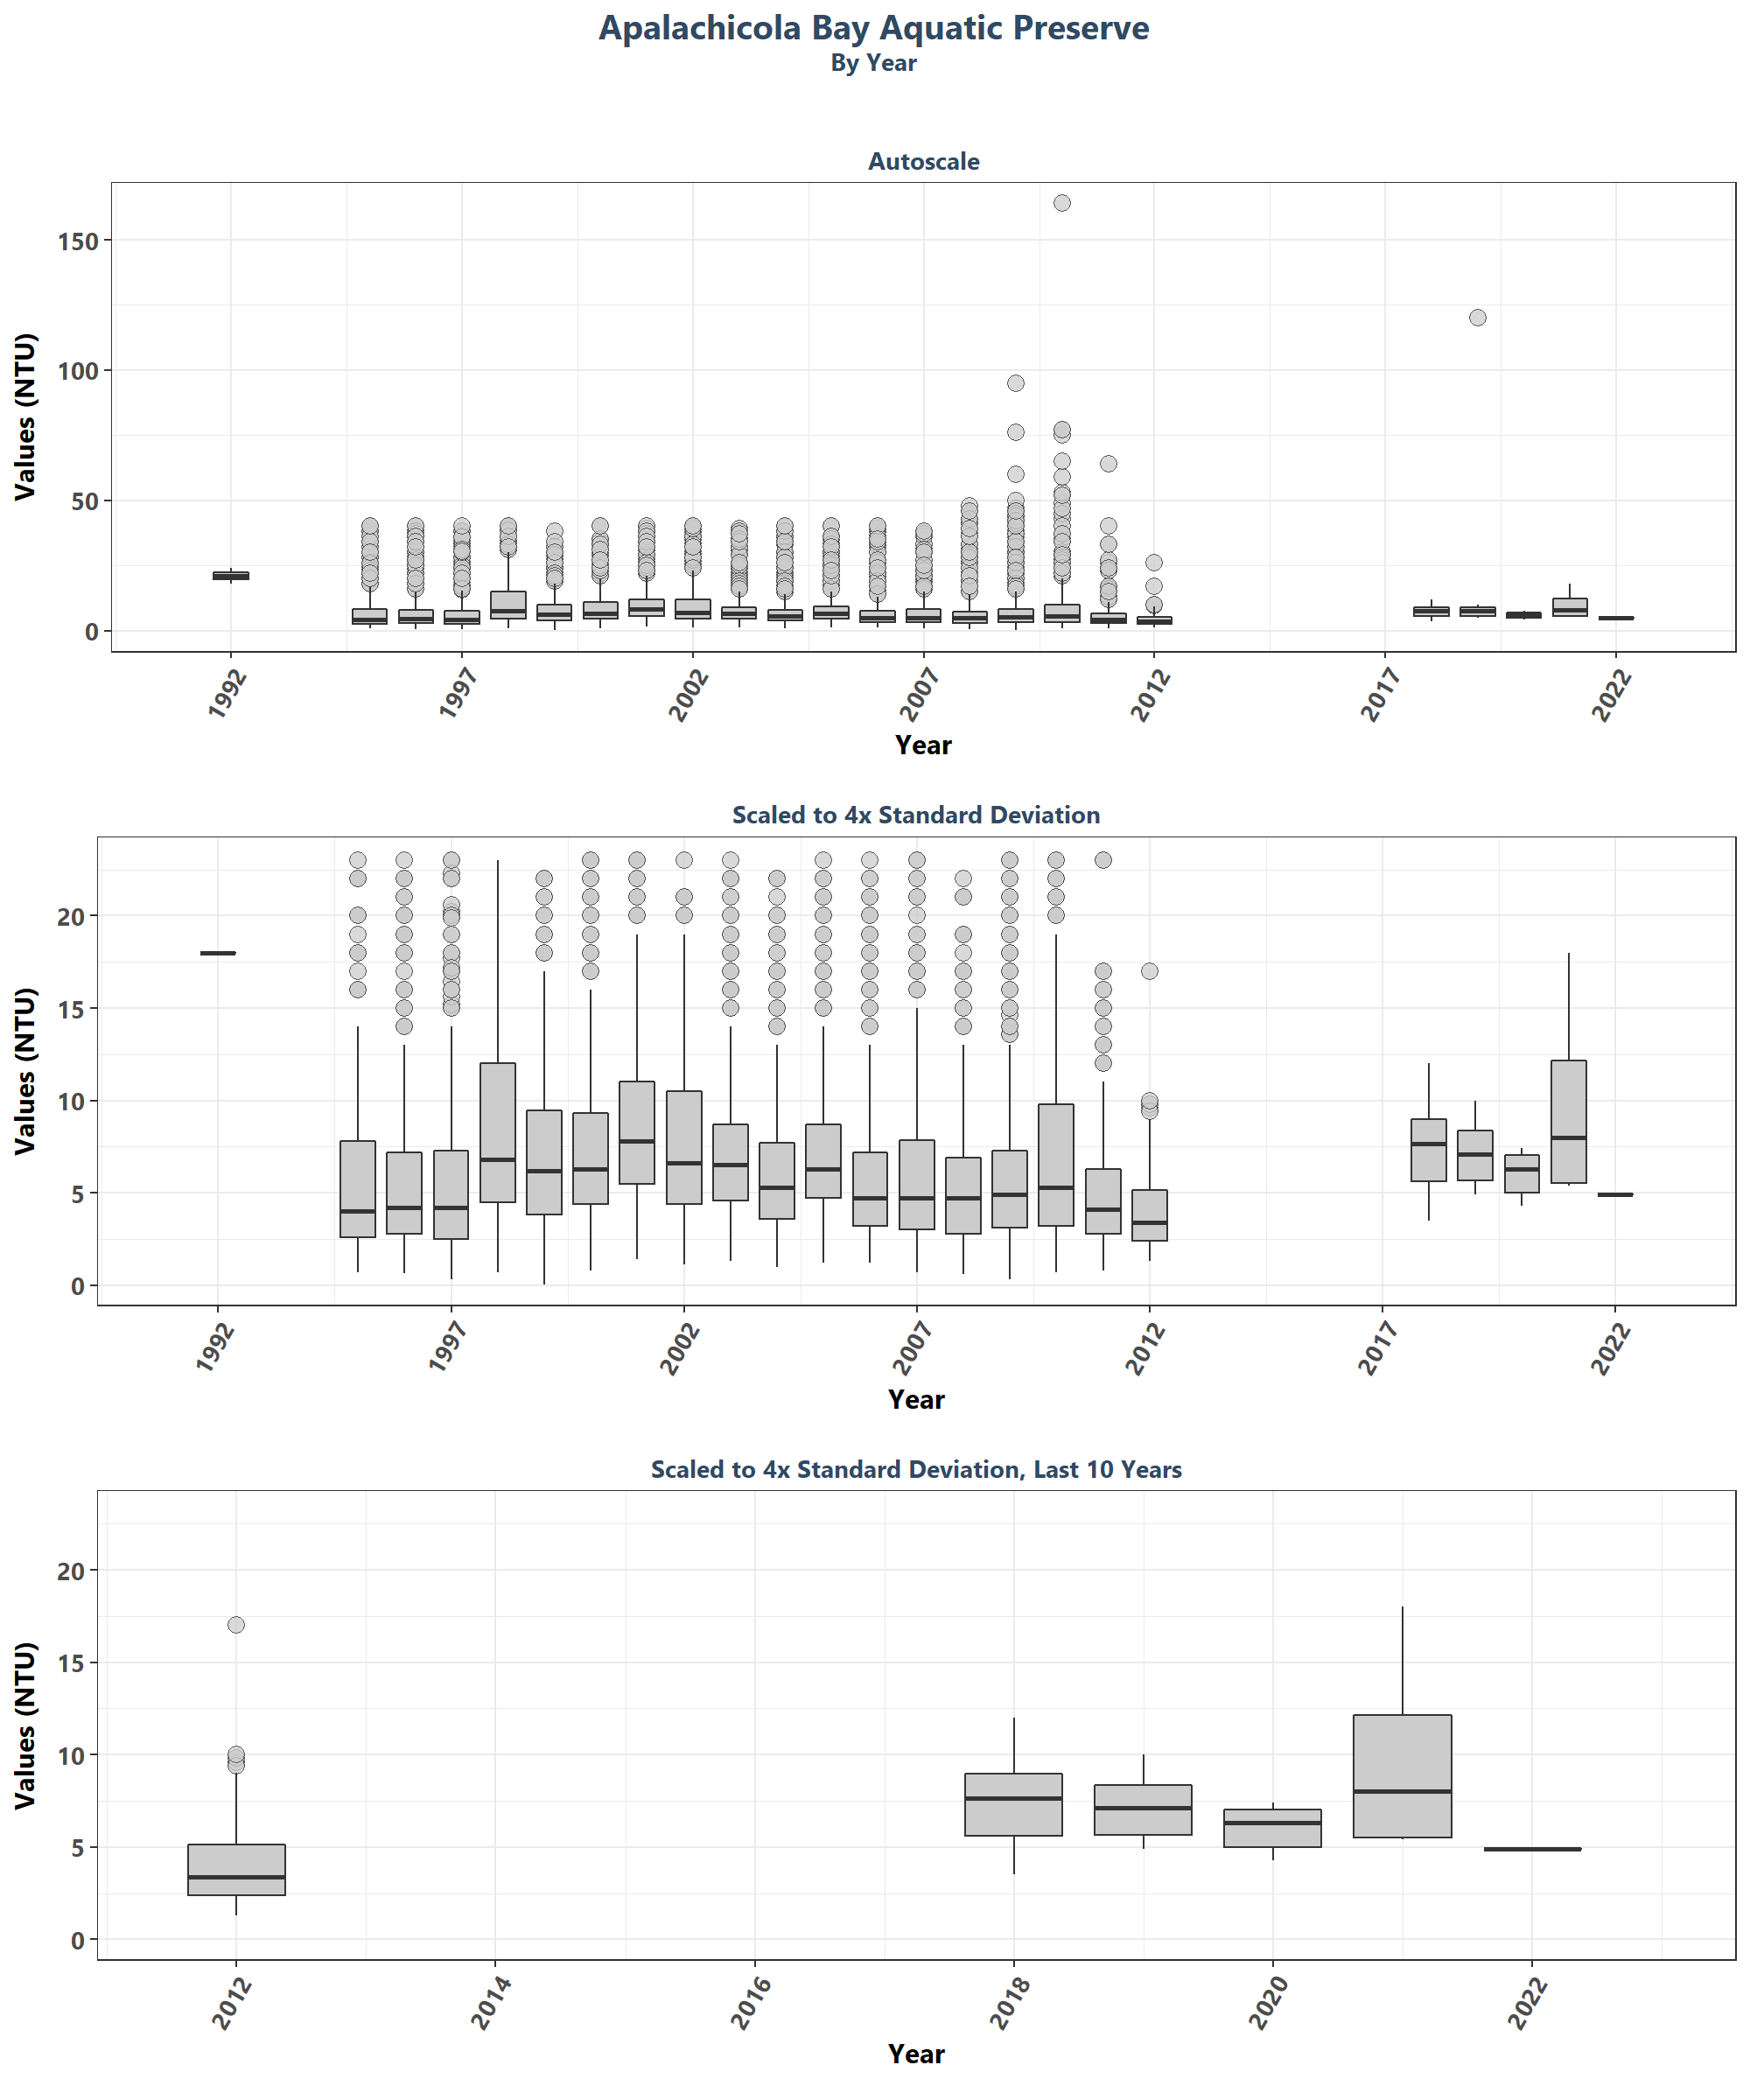 Apalachicola Bay Aquatic Preserve
By Year
Autoscale
Values (NTU)
150
100
50
0
1992 1997 2002 2007 2012 2017 2022
Year
Scaled to 4x Standard Deviation
Values (NTU)
20
15
10
5
0
1992 1997 2002 2007 2012 2017 2022
Year
Scaled to 4x Standard Deviation, Last 10 Years
Values (NTU)
20
15
10
5
0
2012 2014 2016 2018 2020 2022
Year